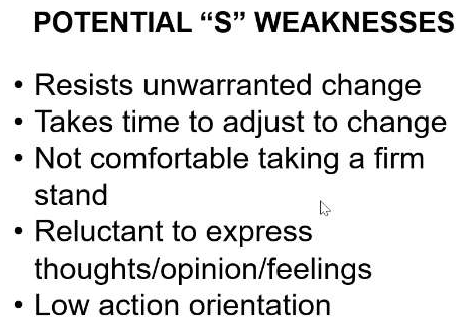 POTENTIAL “S” WEAKNESSES
• Resists unwarranted change
• Takes time to adjust to change
• Not comfortable taking a firm
stand
• Reluctant to express
thoughts/opinion/feelings
• Low action orientation